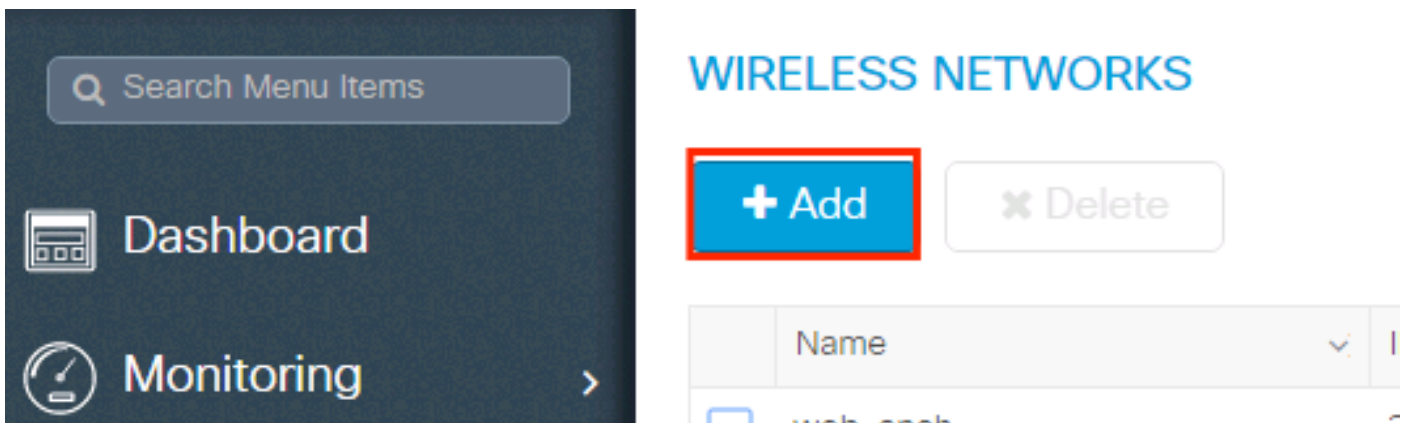 Search Menu Items
Dashboard
Monitoring
WIRELESS NETWORKS
Add
Delete
Name